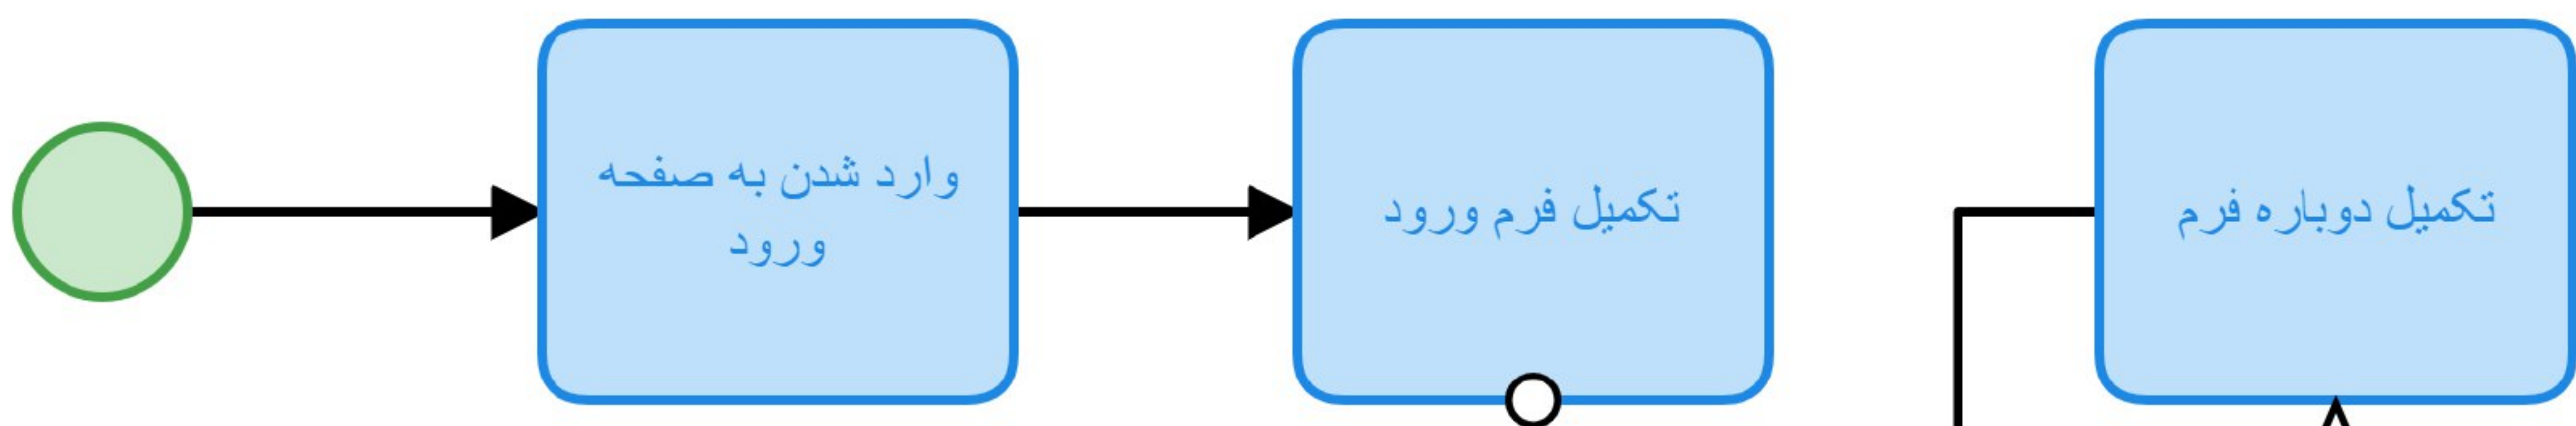 وارد شدن به صفحه
ورود
تکمیل فرم ورود
تکمیل دوباره فرم